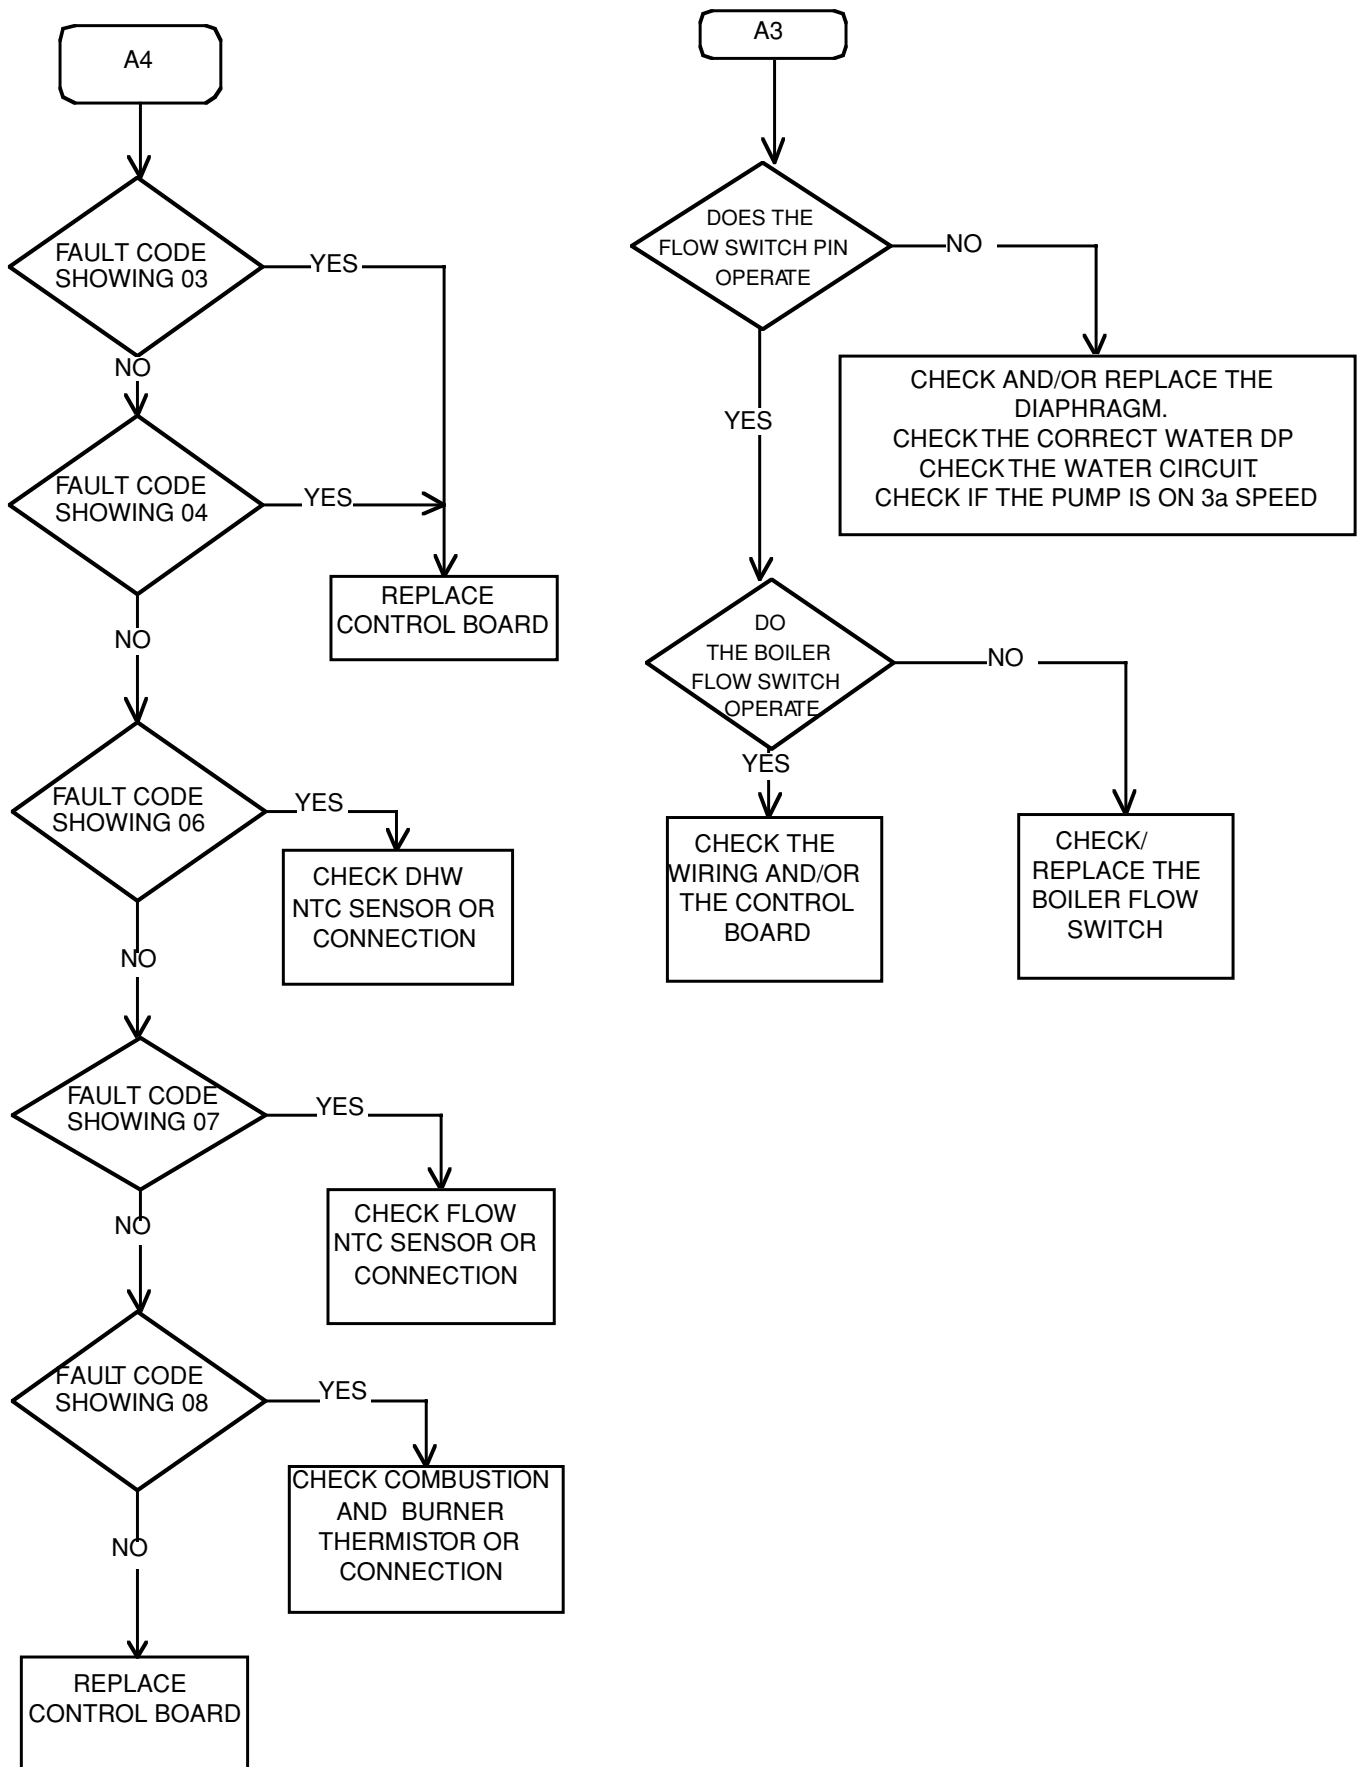 A4
FAULT CODE
SHOWING 03
YES
NO
FAULT CODE
SHOWING 04
YES
REPLACE
CONTROL BOARD
NO
FAULT CODE
SHOWING 06
YES
CHECK DHW
NTC SENSOR OR
CONNECTION
NO
FAULT CODE
SHOWING 07
YES
CHECK FLOW
NTC SENSOR OR
CONNECTION
NO
FAULT CODE
SHOWING 08
YES
CHECK COMBUSTION
AND BURNER
THERMISTOR OR
CONNECTION
NO
REPLACE
CONTROL BOARD
A3
DOES THE
FLOW SWITCH PIN
OPERATE
NO
CHECK AND/OR REPLACE THE
DIAPHRAGM.
CHECK THE CORRECT WATER DP
CHECK THE WATER CIRCUIT.
CHECK IF THE PUMP IS ON 3a SPEED
YES
DO
THE BOILER
FLOW SWITCH
OPERATE
NO
YES
CHECK THE
WIRING AND/OR
THE CONTROL
BOARD
CHECK/
REPLACE THE
BOILER FLOW
SWITCH